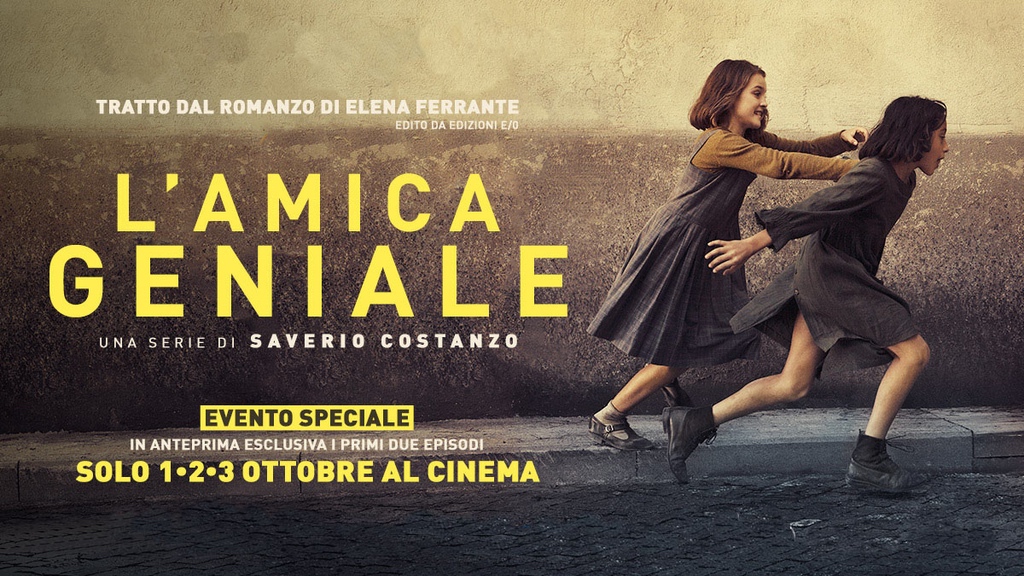 TRATTO DAL ROMANZO DI ELENA FERRANTE
EDITO DA EDIZIONI E/O
L'AMICA
GENIALE
UNA SERIE DI SAVERIO COSTANZO
EVENTO SPECIALE
IN ANTEPRIMA ESCLUSIVA I PRIMI DUE EPISODI
SOLO 1•2•3 OTTOBRE AL CINEMA